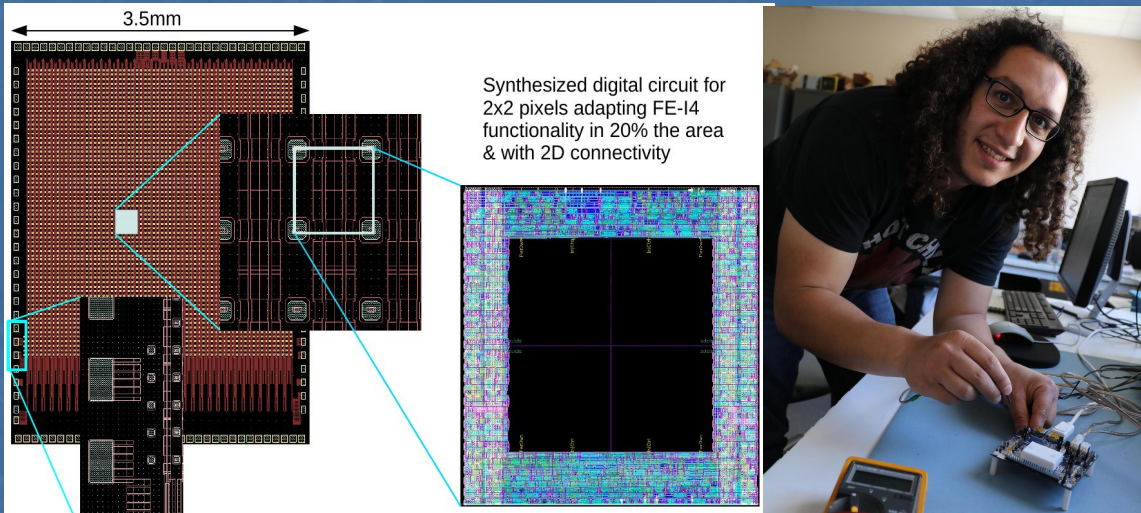 3.5mm
Synthesized digital circuit for
2x2 pixels adapting FE-I4
functionality in 20% the area
& with 2D connectivity